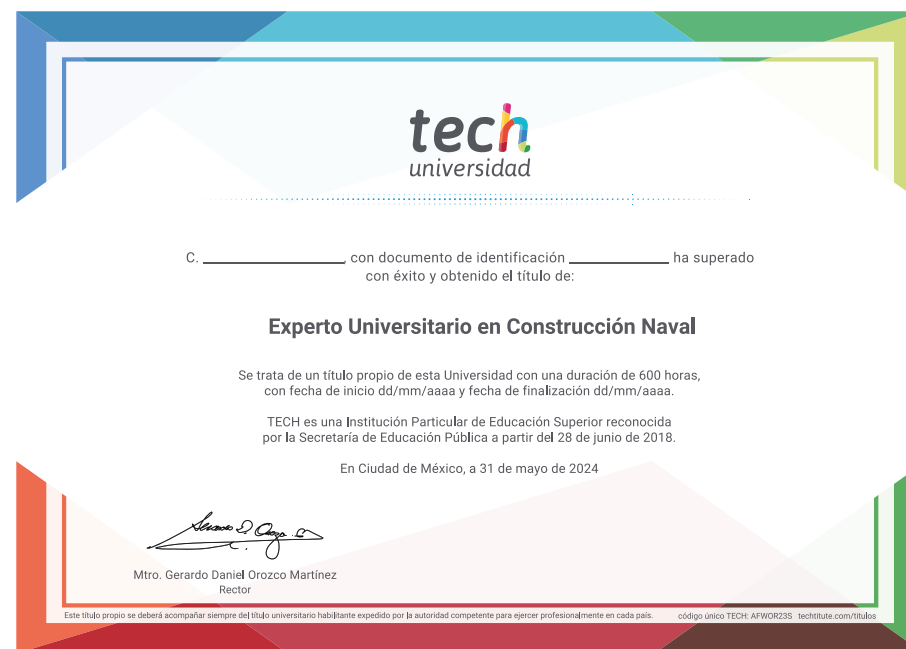 tech
universidad
C. ____________________, con documento de identificación ______________ ha superado
con éxito y obtenido el título de:
Experto Universitario en Construcción Naval
Se trata de un título propio de esta Universidad con una duración de 600 horas,
con fecha de inicio dd/mm/aaaa y fecha de finalización dd/mm/aaaa.
TECH es una Institución Particular de Educación Superior reconocida
por la Secretaría de Educación Pública a partir del 28 de junio de 2018.
En Ciudad de México, a 31 de mayo de 2024
Mtro. Gerardo Daniel Orozco Martínez
Rector
Este título propio se deberá acompañar siempre del título universitario habilitante expedido por la autoridad competente para ejercer profesionalmente en cada país. código único TECH: AFWOR23S techtitute.com/titulos